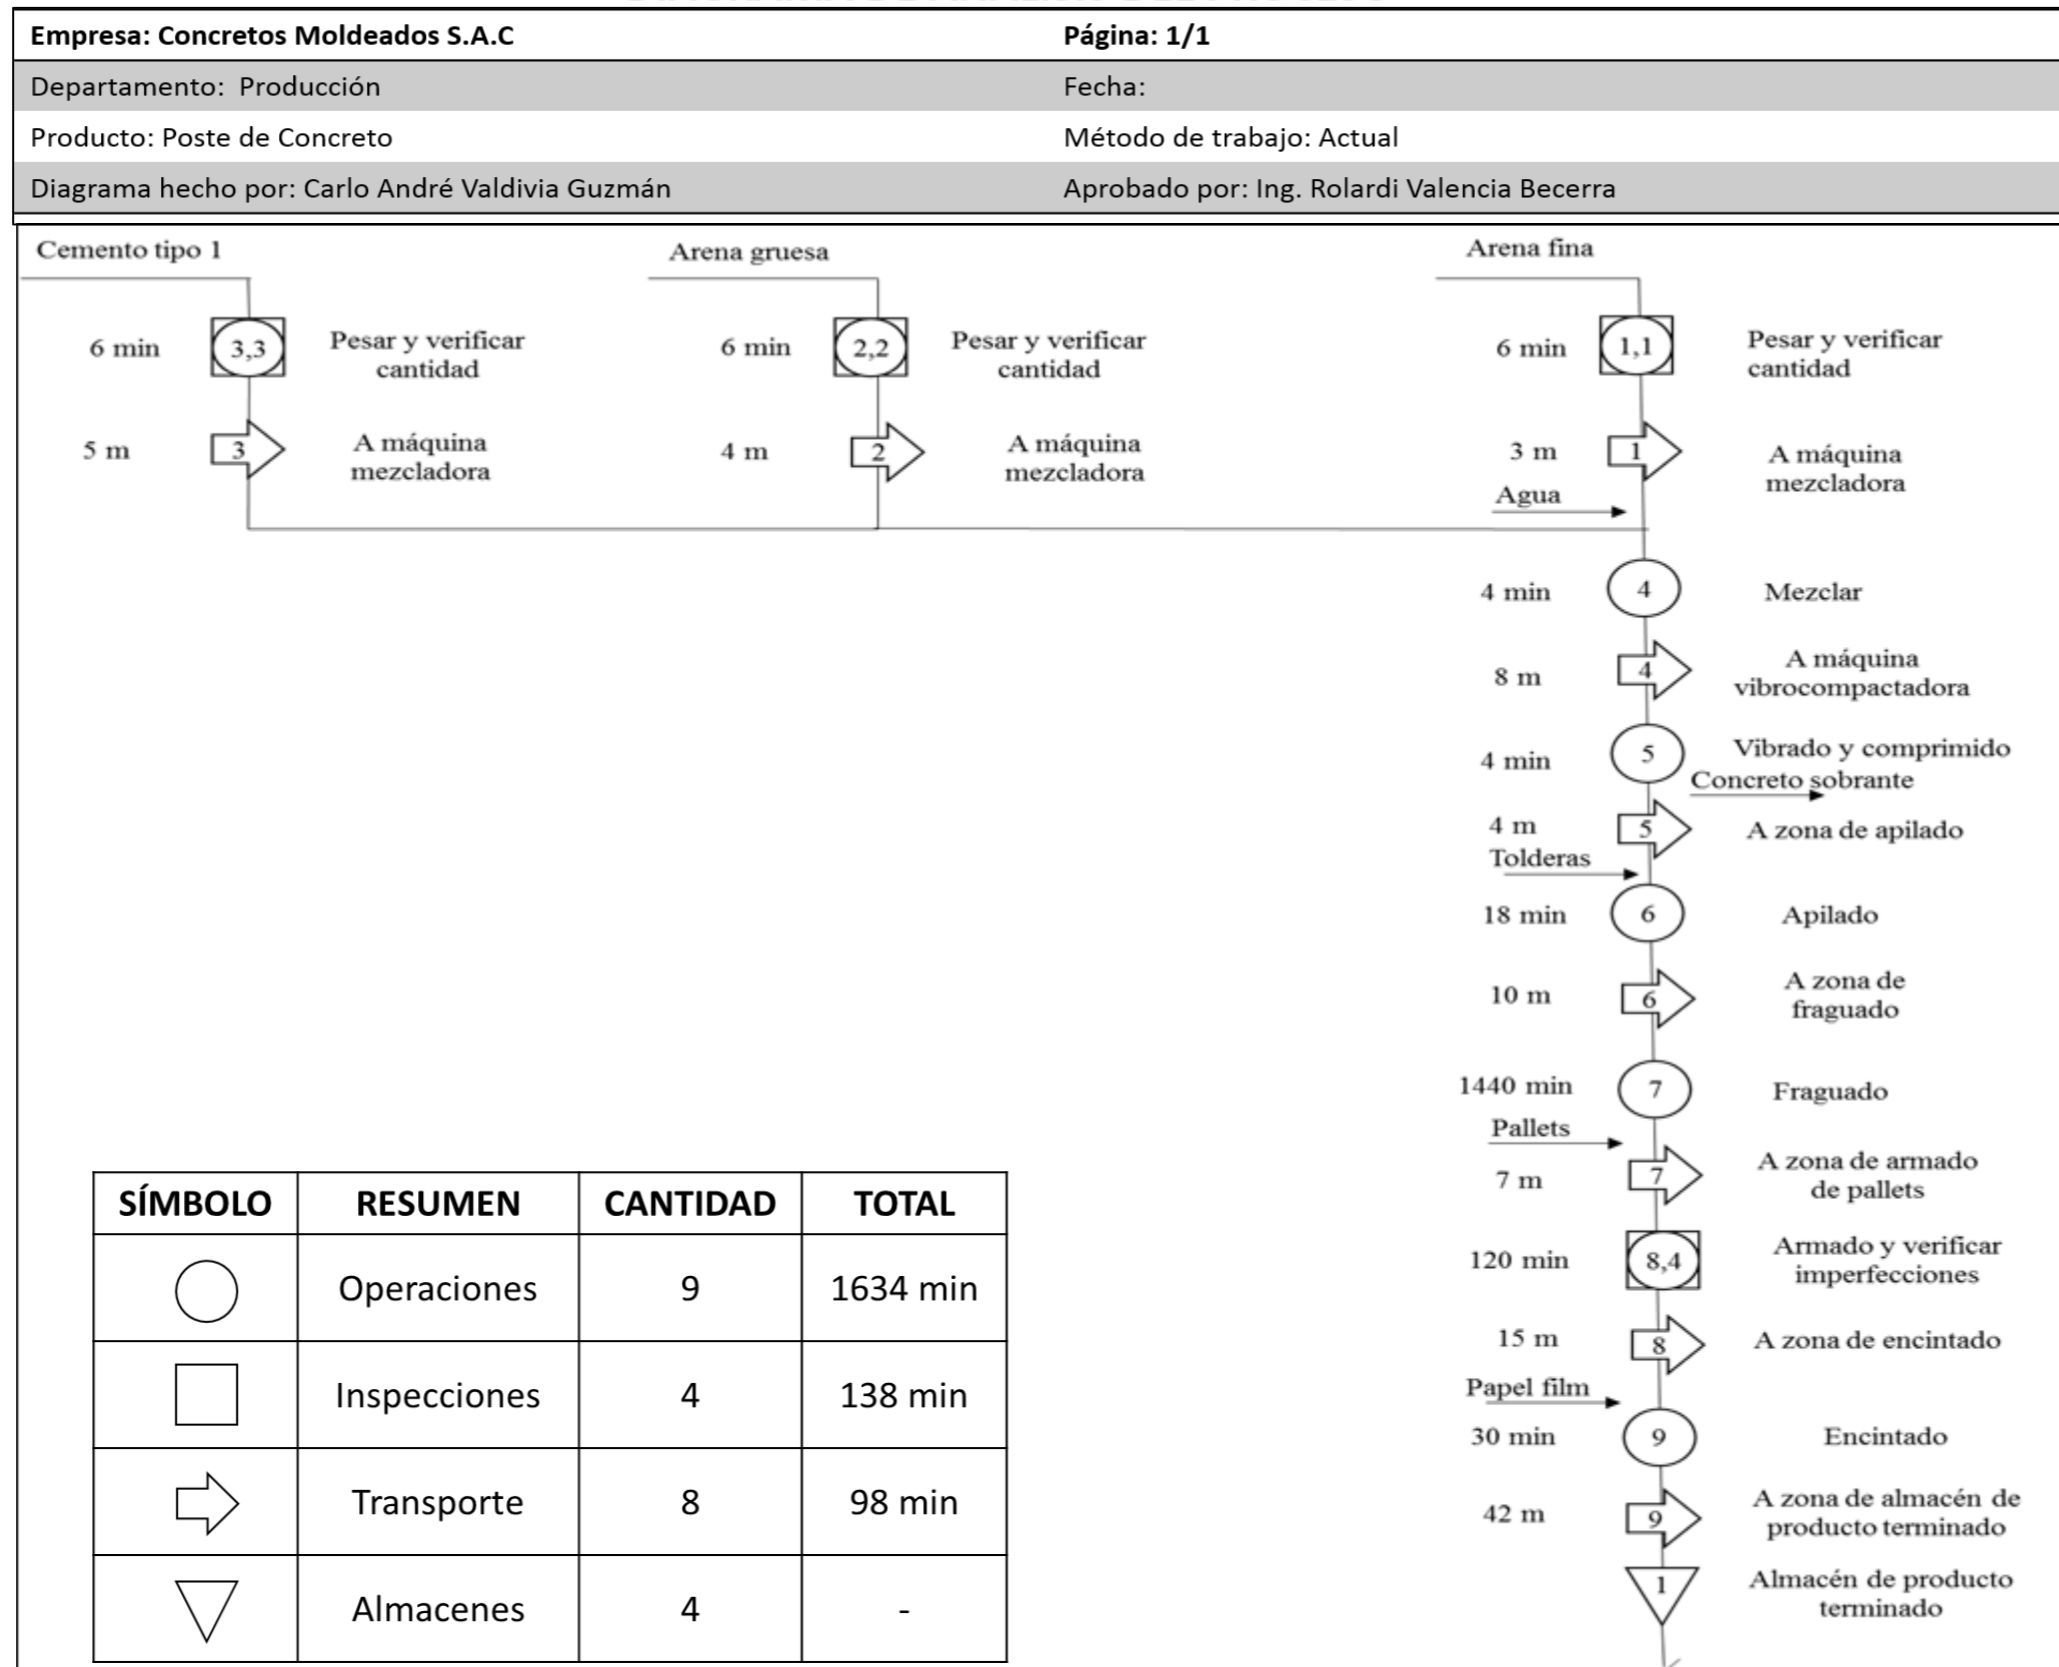 Empresa: Concretos Moldeados S.A.C
Página: 1/1
Departamento: Producción
Fecha:
Producto: Poste de Concreto
Método de trabajo: Actual
Diagrama hecho por: Carlo André Valdivia Guzmán
Aprobado por: Ing. Rolardi Valencia Becerra
Cemento tipo 1
Arena gruesa
Arena fina
6 min
3,3
Pesar y verificar
cantidad
6 min
2,2
Pesar y verificar
cantidad
6 min
1,1
Pesar y verificar
cantidad
5 m
3
A máquina
mezcladora
4 m
2
A máquina
mezcladora
3 m
1
A máquina
mezcladora
Agua
4 min
4
Mezclar
8 m
4
A máquina
vibrocompactadora
4 min
5
Vibrado y comprimido
Concreto sobrante
4 m
5
A zona de apilado
Tolderas
18 min
6
Apilado
10 m
6
A zona de
fraguado
1440 min
7
Fraguado
Pallets
7 m
7
A zona de armado
de pallets
120 min
8,4
Armado y verificar
imperfecciones
15 m
8
A zona de encintado
Papel film
30 min
9
Encintado
42 m
9
A zona de almacén de
producto terminado
1
Almacén de producto
terminado
SÍMBOLO RESUMEN CANTIDAD TOTAL
Operaciones 9 1634 min
Inspecciones 4 138 min
Transporte 8 98 min
Almacenes 4 -